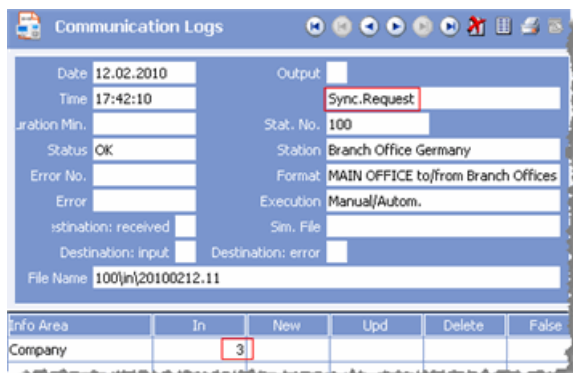 Communication Logs
Date 12.02.2010 Output
Time 17:42:10 Sync.Request
uration Min. Stat. No. 100
Status OK Station Branch Office Germany
Error No. Format MAIN OFFICE to/from Branch Offices
Error Execution Manual/Autom.
estination: received Sim. File
Destination: input Destination: error
File Name 100\in\20100212.11
Info Area In New Upd Delete False
Company 3